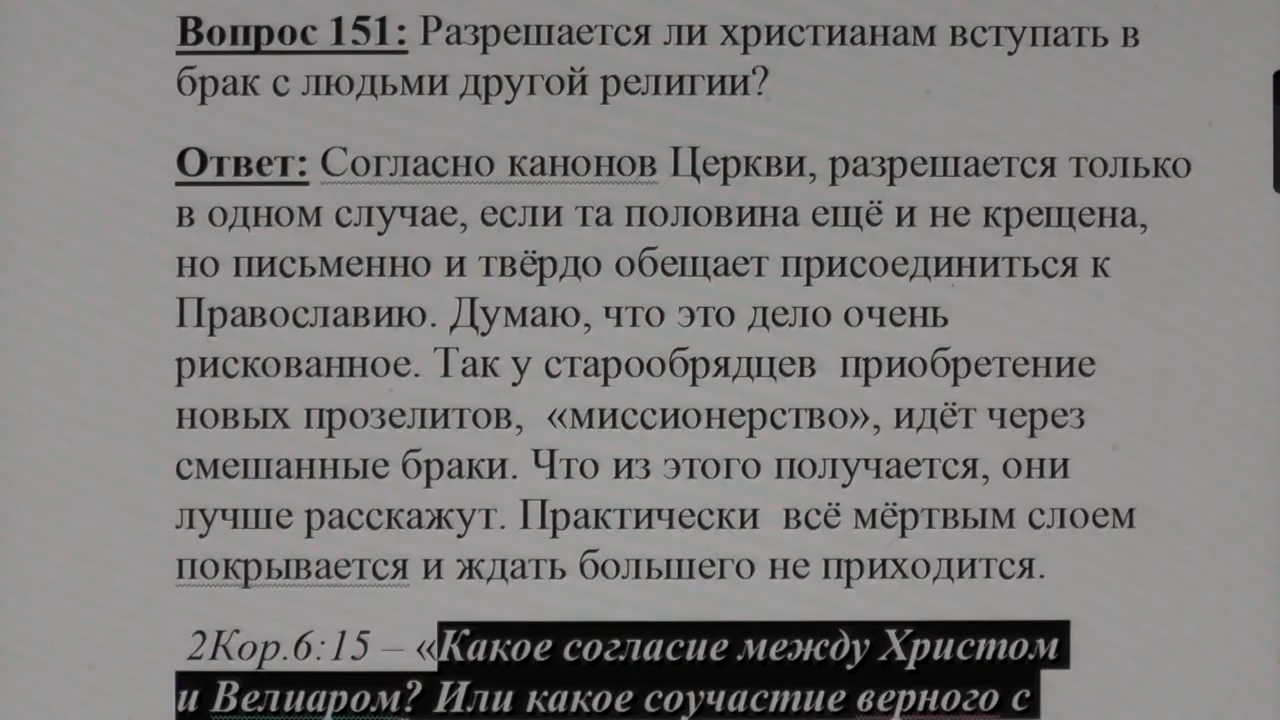 Вопрос 151: Разрешается ли христианам вступать в
брак с людьми другой религии?
Ответ: Согласно канонов Церкви, разрешается только
в одном случае, если та половина ещё и не крещена,
но письменно и твёрдо обещает присоединиться к
Православию. Думаю, что это дело очень
рискованное. Так у старообрядцев приобретение
новых прозелитов, «миссионерство», идёт через
смешанные браки. Что из этого получается, они
лучше расскажут. Практически всё мёртвым слоем
покрывается и ждать большего не приходится.
2Кор.6:15 – «Какое согласие между Христом
и Велиаром? Или какое соучастие верного с